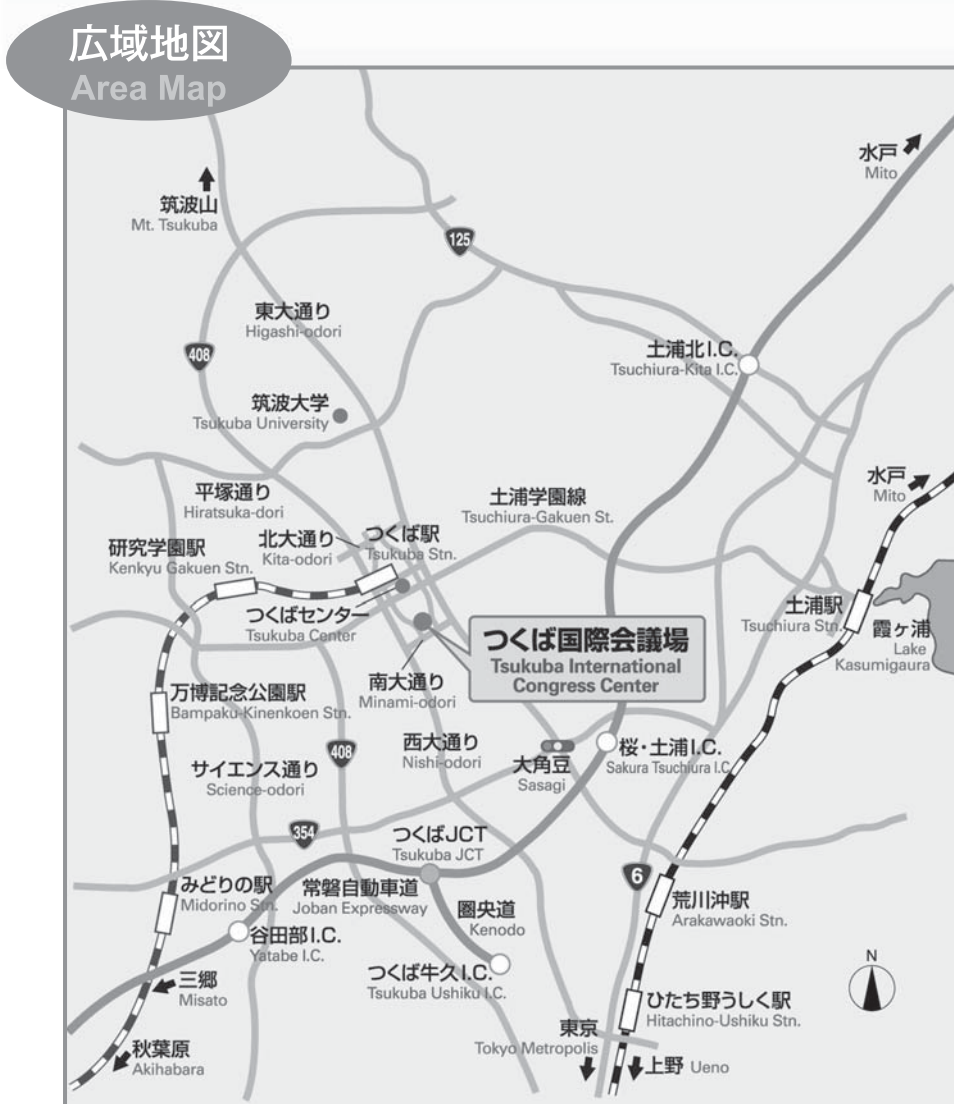 広域地図
Area Map
水戸
Mito
筑波山
Mt. Tsukuba
125
東大通り
Higashi-odori
408
土浦北I.C.
Tsuchiura-Kita I.C.
筑波大学
Tsukuba University
水戸
Mito
平塚通り
Hiratsuka-dori
土浦学園線
Tsuchiura-Gakuen St.
北大通り
Kita-odori
つくば駅
Tsukuba Stn.
研究学園駅
Kenkyu Gakuen Stn.
つくばセンター
Tsukuba Center
土浦駅
Tsuchiura Stn.
霞ヶ浦
Lake
Kasumigaura
つくば国際会議場
Tsukuba International
Congress Center
南大通り
Minami-odori
万博記念公園駅
Bampaku-Kinenkoen Stn.
408
西大通り
Nishi-odori
大角豆
Sasagi
桜・土浦I.C.
Sakura Tsuchiura I.C.
サイエンス通り
Science-odori
354
つくばJCT
Tsukuba JCT
6
みどりの駅
Midorino Stn.
常磐自動車道
Joban Expressway
圏央道
Kenodo
荒川沖駅
Arakawaoki Stn.
谷田部I.C.
Yatabe I.C.
つくば牛久I.C.
Tsukuba Ushiku I.C.
N
三郷
Misato
ひたち野うしく駅
Hitachino-Ushiku Stn.
東京
Tokyo Metropolis
秋葉原
Akihabara
上野 Ueno